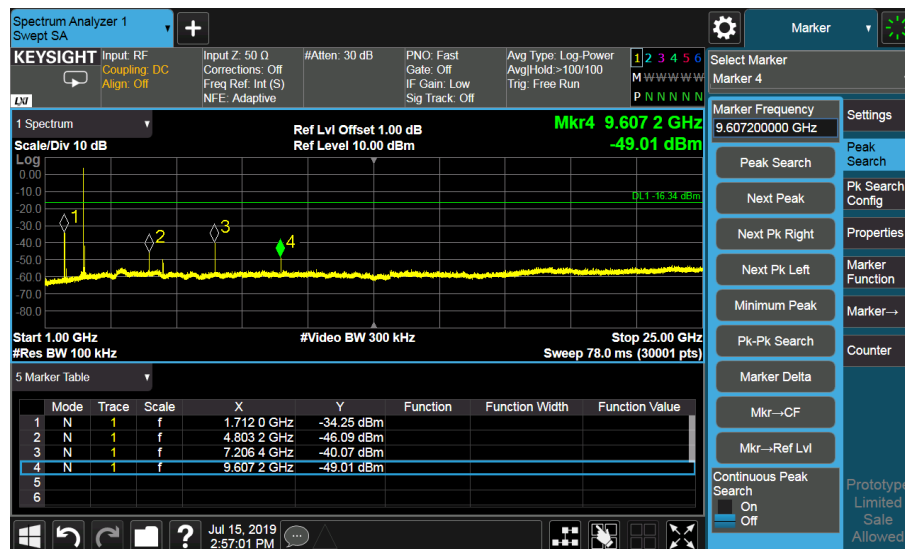 Spectrum Analyzer 1
Swept SA
Marker
KEYSIGHT
LXI
Input: RF
Coupling: DC
Align: Off
Input Z: 50 Ω
Corrections: Off
Freq Ref: Int (S)
NFE: Adaptive
#Atten: 30 dB
PNO: Fast
Gate: Off
IF Gain: Low
Sig Track: Off
Avg Type: Log-Power
Avg|Hold:>100/100
Trig: Free Run
1 2 3 4 5 6
M W W W W W
P N N N N N
Select Marker
Marker 4
1 Spectrum
Scale/Div 10 dB
Ref Lvl Offset 1.00 dB
Ref Level 10.00 dBm
Mkr4 9.607 2 GHz
-49.01 dBm
Log
0.00
-10.0
-20.0
-30.0
-40.0
-50.0
-60.0
-70.0
-80.0
DL1 -16.34 dBm
1
2
3
4
Start 1.00 GHz
#Res BW 100 kHz
#Video BW 300 kHz
Stop 25.00 GHz
Sweep 78.0 ms (30001 pts)
5 Marker Table
Mode Trace Scale X Y Function Function Width Function Value
1 N 1 f 1.712 0 GHz -34.25 dBm
2 N 1 f 4.803 2 GHz -46.09 dBm
3 N 1 f 7.206 4 GHz -40.07 dBm
4 N 1 f 9.607 2 GHz -49.01 dBm
5
6
Marker Frequency
9.607200000 GHz
Peak Search
Next Peak
Next Pk Right
Next Pk Left
Minimum Peak
Pk-Pk Search
Marker Delta
Mkr→CF
Mkr→Ref Lvl
Continuous Peak
Search
On
Off
Settings
Peak
Search
Pk Search
Config
Properties
Marker
Function
Marker→
Counter
Prototype
Limited
Sale
Allowed
Jul 15, 2019
2:57:01 PM